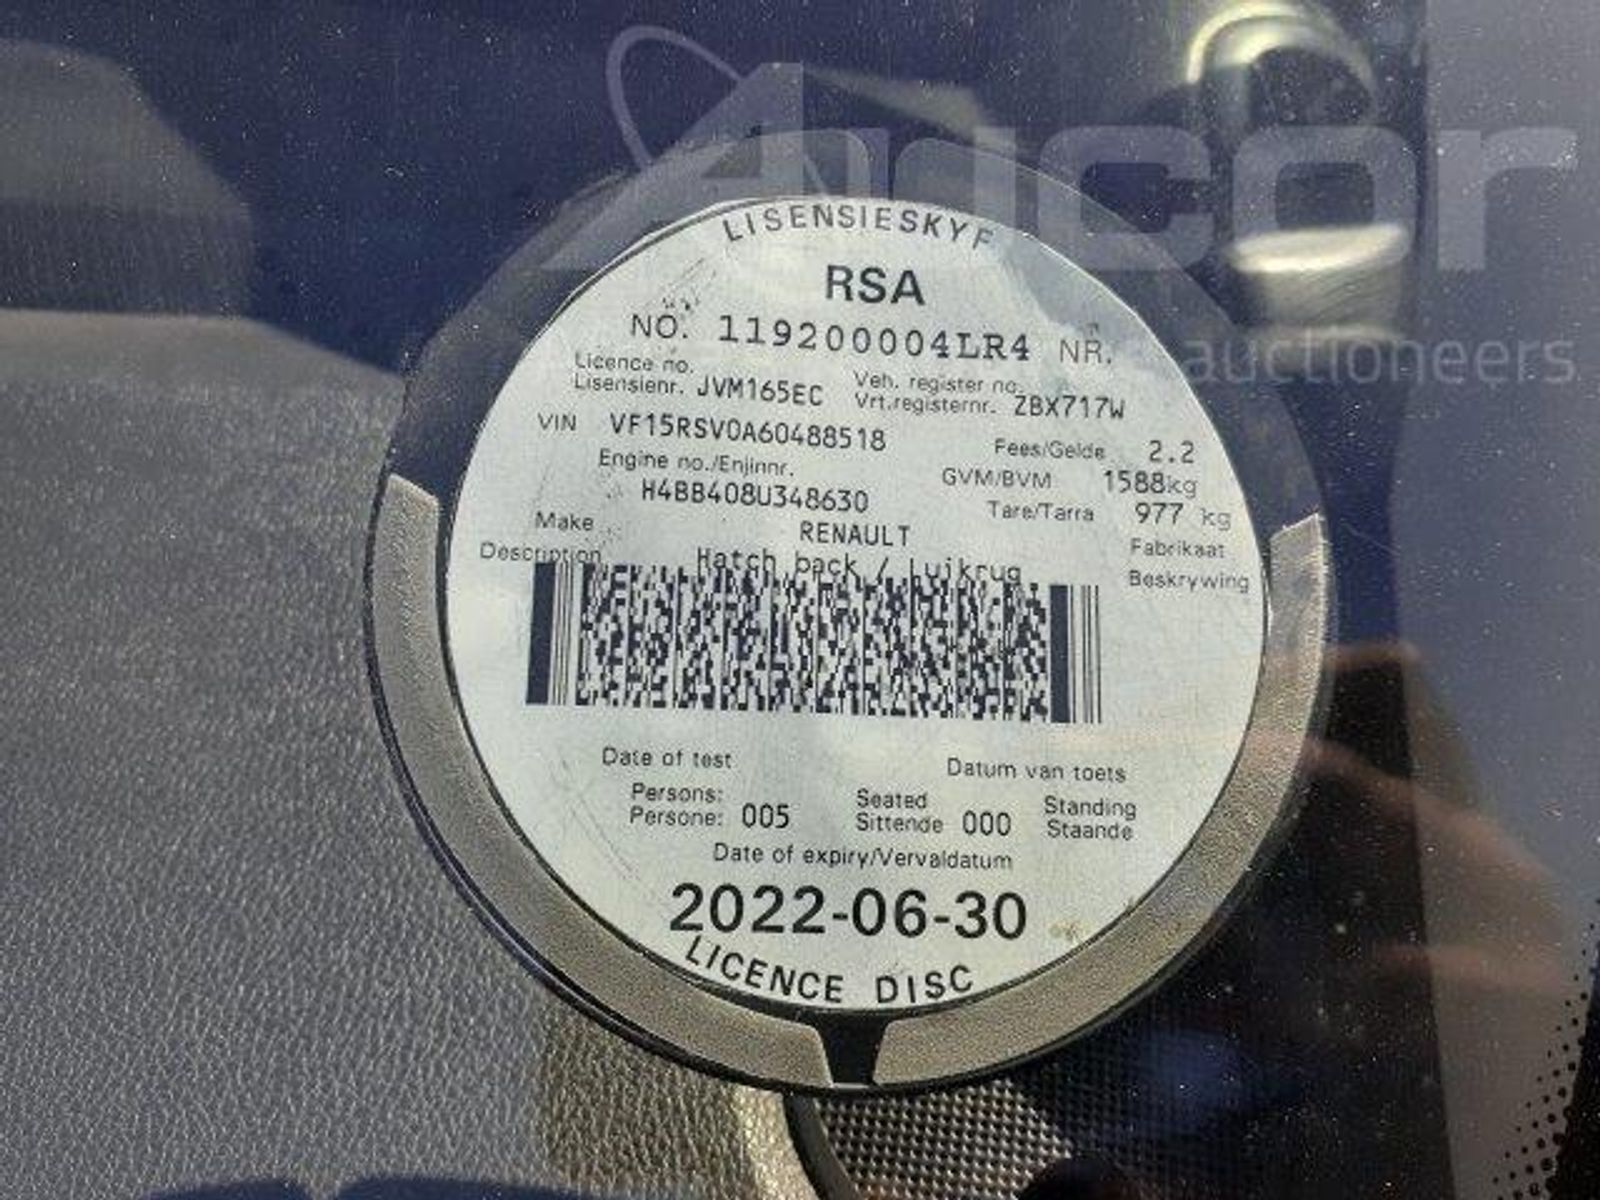 Aucor
auctioneers
LISENSIESKYF
RSA
NO. 119200004LR4 NR.
Licence no.
Lisensienr. JVM165EC
Veh. register no.
Vrt.registernr. ZBX717W
VIN VF15RSV0A60488518
Fees/Gelde 2.2
Engine no./Enjinnr.
H4BB408U348630
GVM/BVM 1588kg
Tare/Tarra 977 kg
Make RENAULT Fabrikaat
Description Hatch back / Luikrug Beskrywing
Date of test Datum van toets
Persons: Seated Standing
Persone: 005 Sittende 000 Staande
Date of expiry/Vervaldatum
2022-06-30
LICENCE DISC